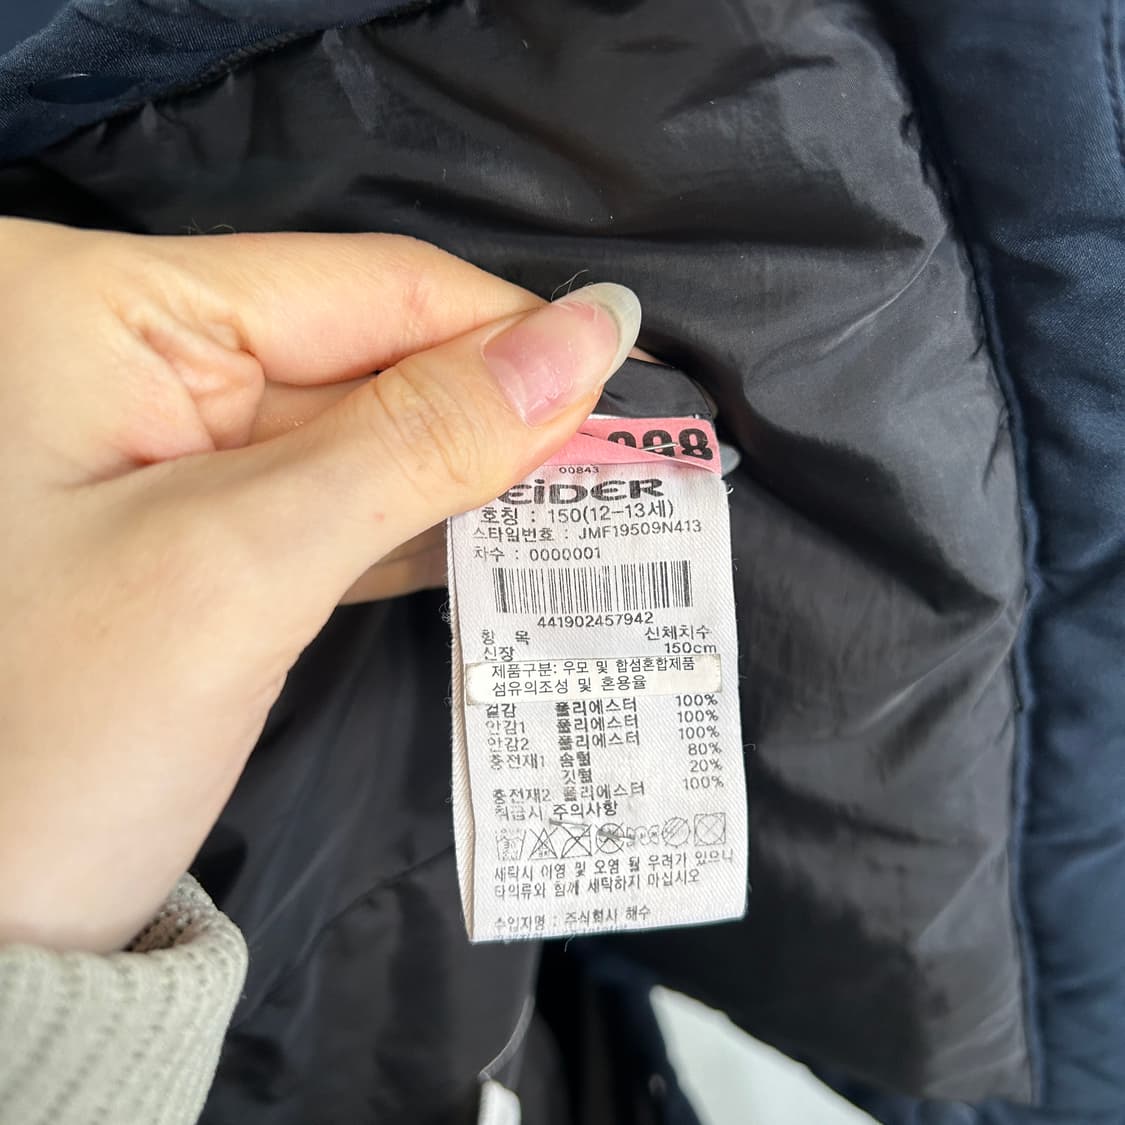 098
00843
EiDER
호칭 : 150(12-13세)
스타일번호 : JMF19509N413
차수 : 0000001
441902457942
항 목 신체치수
신장 150cm
제품구분: 우모 및 합섬혼합제품
섬유의조성 및 혼용율
겉감 폴리에스터 100%
안감1 폴리에스터 100%
안감2 폴리에스터 100%
충전재1 솜털 80%
깃털 20%
충전재2 폴리에스터 100%
취급시 주의사항
세탁시 이염 및 오염 될 우려가 있으니
타의류와 함께 세탁하지 마십시오
수입자명 : 주식회사 해수